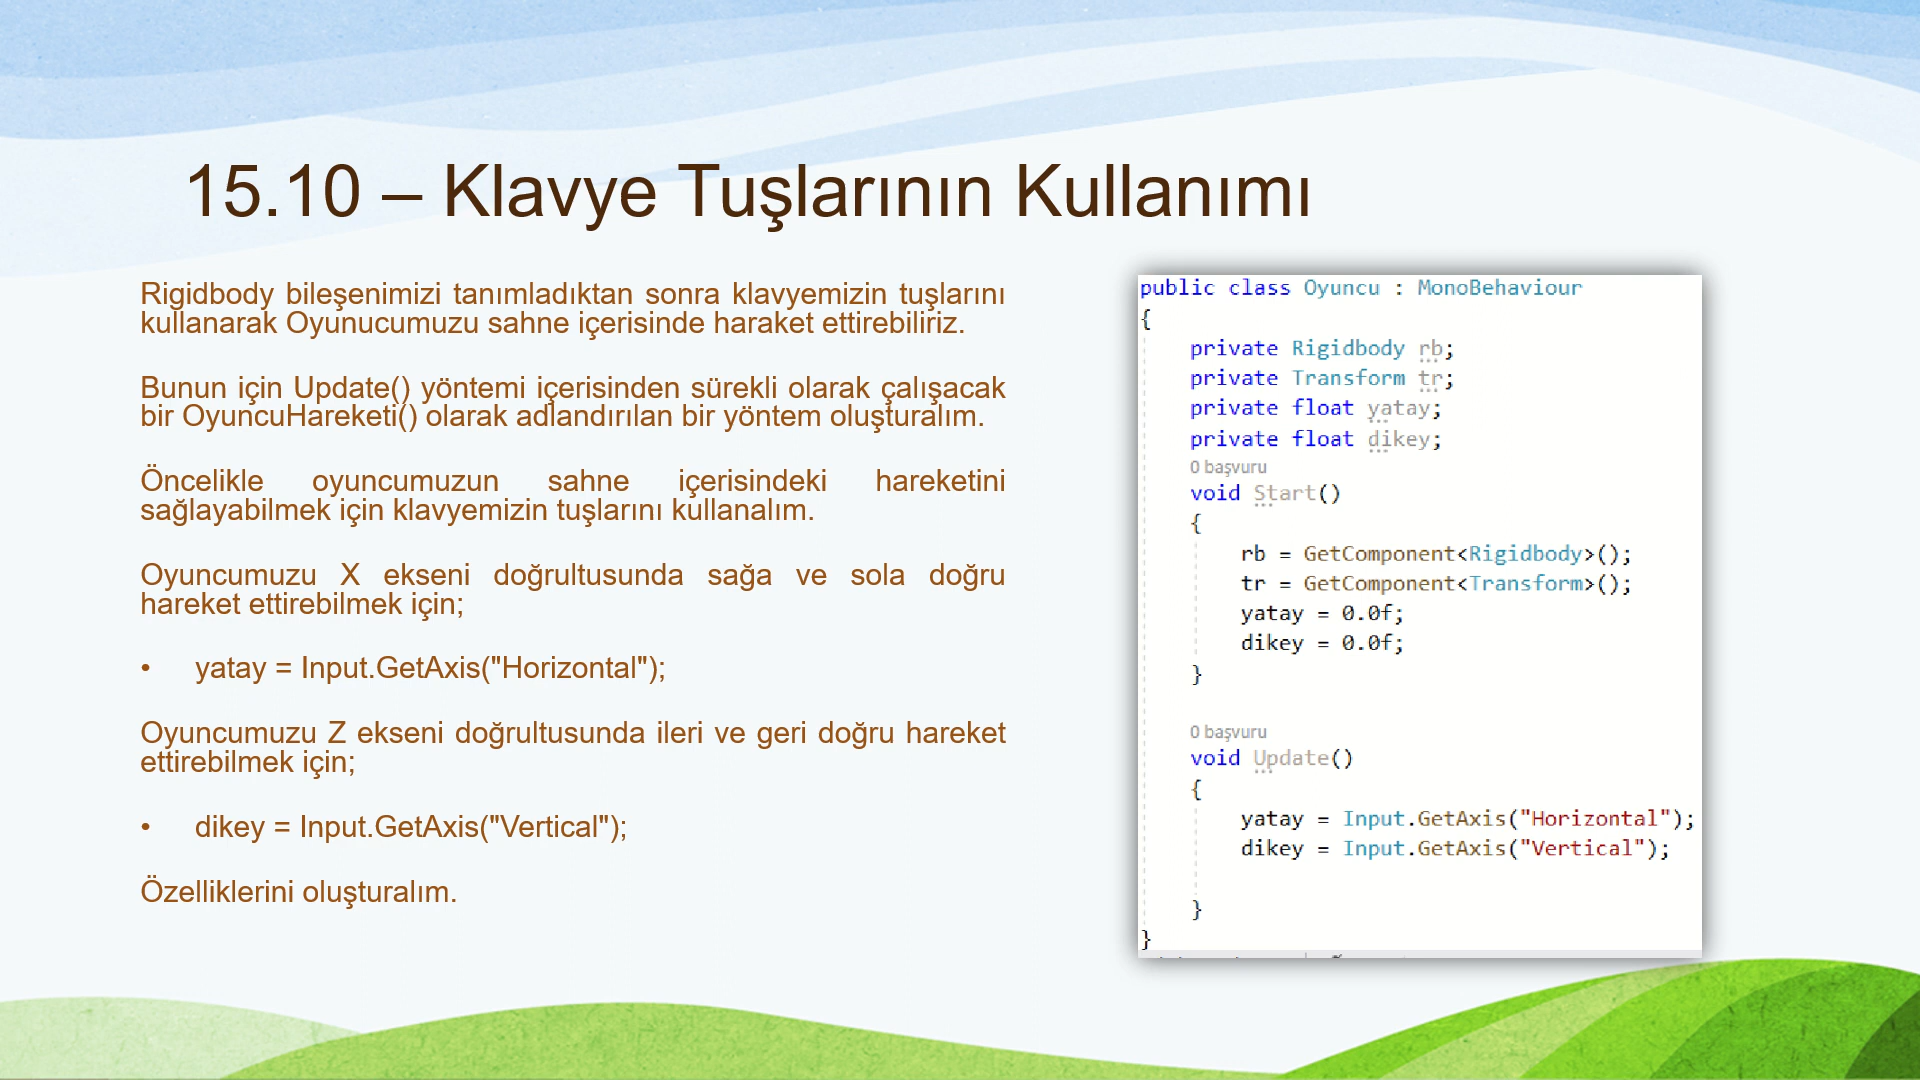 15.10 – Klavye Tuşlarının Kullanımı
Rigidbody bileşenimizi tanımladıktan sonra klavyemizin tuşlarını
kullanarak Oyunucumuzu sahne içerisinde haraket ettirebiliriz.
Bunun için Update() yöntemi içerisinden sürekli olarak çalışacak
bir OyuncuHareketi() olarak adlandırılan bir yöntem oluşturalım.
Öncelikle oyuncumuzun sahne içerisindeki hareketini
sağlayabilmek için klavyemizin tuşlarını kullanalım.
Oyuncumuzu X ekseni doğrultusunda sağa ve sola doğru
hareket ettirebilmek için;
• yatay = Input.GetAxis("Horizontal");
Oyuncumuzu Z ekseni doğrultusunda ileri ve geri doğru hareket
ettirebilmek için;
• dikey = Input.GetAxis("Vertical");
Özelliklerini oluşturalım.
public class Oyuncu : MonoBehaviour
{
private Rigidbody rb;
private Transform tr;
private float yatay;
private float dikey;
0 başvuru
void Start()
{
rb = GetComponent<Rigidbody>();
tr = GetComponent<Transform>();
yatay = 0.0f;
dikey = 0.0f;
}
0 başvuru
void Update()
{
yatay = Input.GetAxis("Horizontal");
dikey = Input.GetAxis("Vertical");
}
}